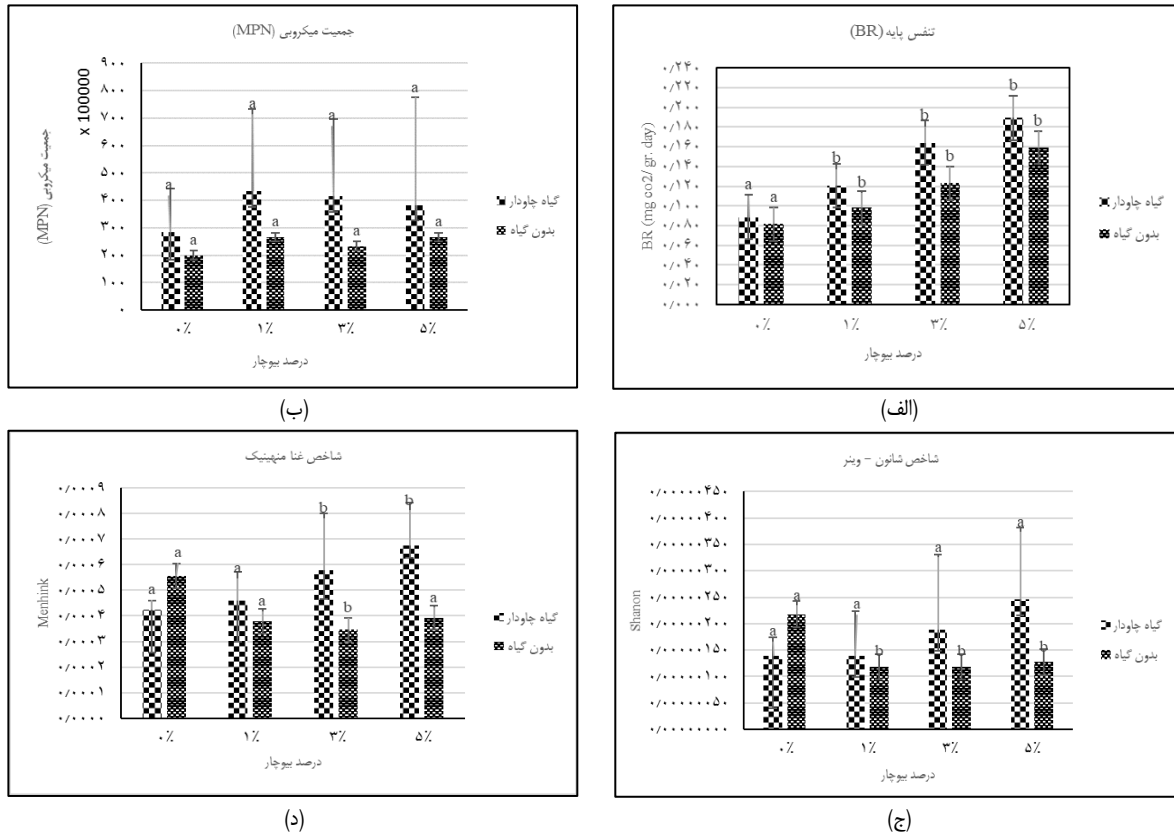 تنفس پایه (BR)
BR (mg co2/ gr. day)
۰/۲۴۰
۰/۲۲۰
۰/۲۰۰
۰/۱۸۰
۰/۱۶۰
۰/۱۴۰
۰/۱۲۰
۰/۱۰۰
۰/۰۸۰
۰/۰۶۰
۰/۰۴۰
۰/۰۲۰
۰/۰۰۰
a a b b b b b b
۰٪ ۱٪ ۳٪ ۵٪
درصد بیوچار
گیاه چاودار
بدون گیاه
(الف)
جمعیت میکروبی (MPN)
جمعیت میکروبی (MPN)
x 100000
۹۰۰
۸۰۰
۷۰۰
۶۰۰
۵۰۰
۴۰۰
۳۰۰
۲۰۰
۱۰۰
۰
a a a a a a a a
۰٪ ۱٪ ۳٪ ۵٪
درصد بیوچار
گیاه چاودار
بدون گیاه
(ب)
شاخص شانون – وینر
Shanon
۰/۰۰۰۰۰۴۵۰
۰/۰۰۰۰۰۴۰۰
۰/۰۰۰۰۰۳۵۰
۰/۰۰۰۰۰۳۰۰
۰/۰۰۰۰۰۲۵۰
۰/۰۰۰۰۰۲۰۰
۰/۰۰۰۰۰۱۵۰
۰/۰۰۰۰۰۱۰۰
۰/۰۰۰۰۰۰۵۰
۰/۰۰۰۰۰۰۰۰
a a a b a b a b
۰٪ ۱٪ ۳٪ ۵٪
درصد بیوچار
گیاه چاودار
بدون گیاه
(ج)
شاخص غنا منهینیک
Menhink
۰/۰۰۰۹
۰/۰۰۰۸
۰/۰۰۰۷
۰/۰۰۰۶
۰/۰۰۰۵
۰/۰۰۰۴
۰/۰۰۰۳
۰/۰۰۰۲
۰/۰۰۰۱
۰/۰۰۰۰
a a a a b b b a
۰٪ ۱٪ ۳٪ ۵٪
درصد بیوچار
گیاه چاودار
بدون گیاه
(د)